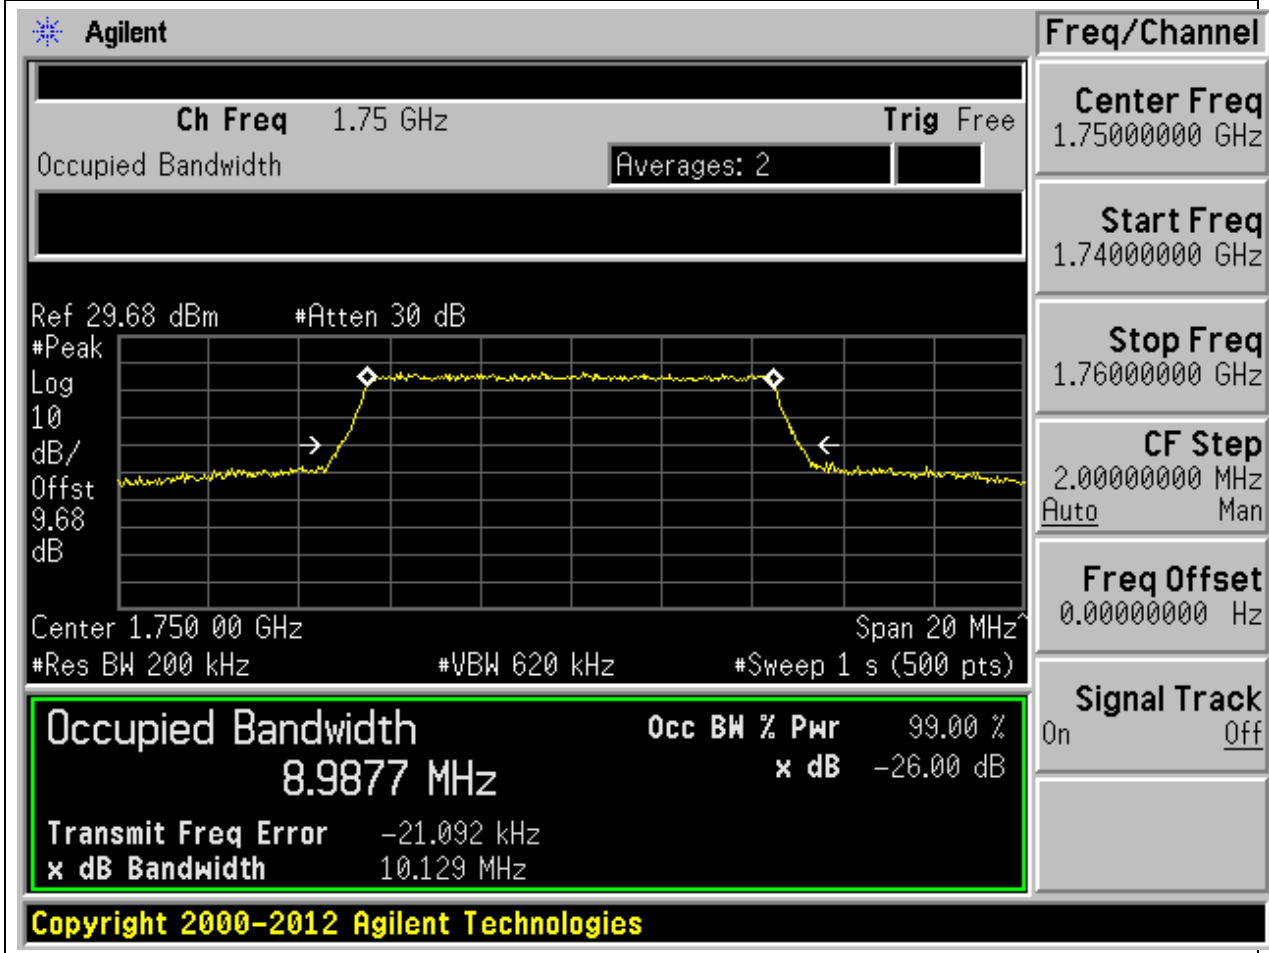 Agilent
Freq/Channel
Ch Freq 1.75 GHz Trig Free
Occupied Bandwidth Averages: 2
Center Freq
1.75000000 GHz
Start Freq
1.74000000 GHz
Stop Freq
1.76000000 GHz
CF Step
2.00000000 MHz
Auto Man
Freq Offset
0.00000000 Hz
Signal Track
On Off
Ref 29.68 dBm #Atten 30 dB
#Peak
Log
10
dB/
Offst
9.68
dB
Center 1.750 00 GHz Span 20 MHz^
#Res BW 200 kHz #VBW 620 kHz #Sweep 1 s (500 pts)
Occupied Bandwidth Occ BW % Pwr 99.00 %
8.9877 MHz x dB -26.00 dB
Transmit Freq Error -21.092 kHz
x dB Bandwidth 10.129 MHz
Copyright 2000-2012 Agilent Technologies